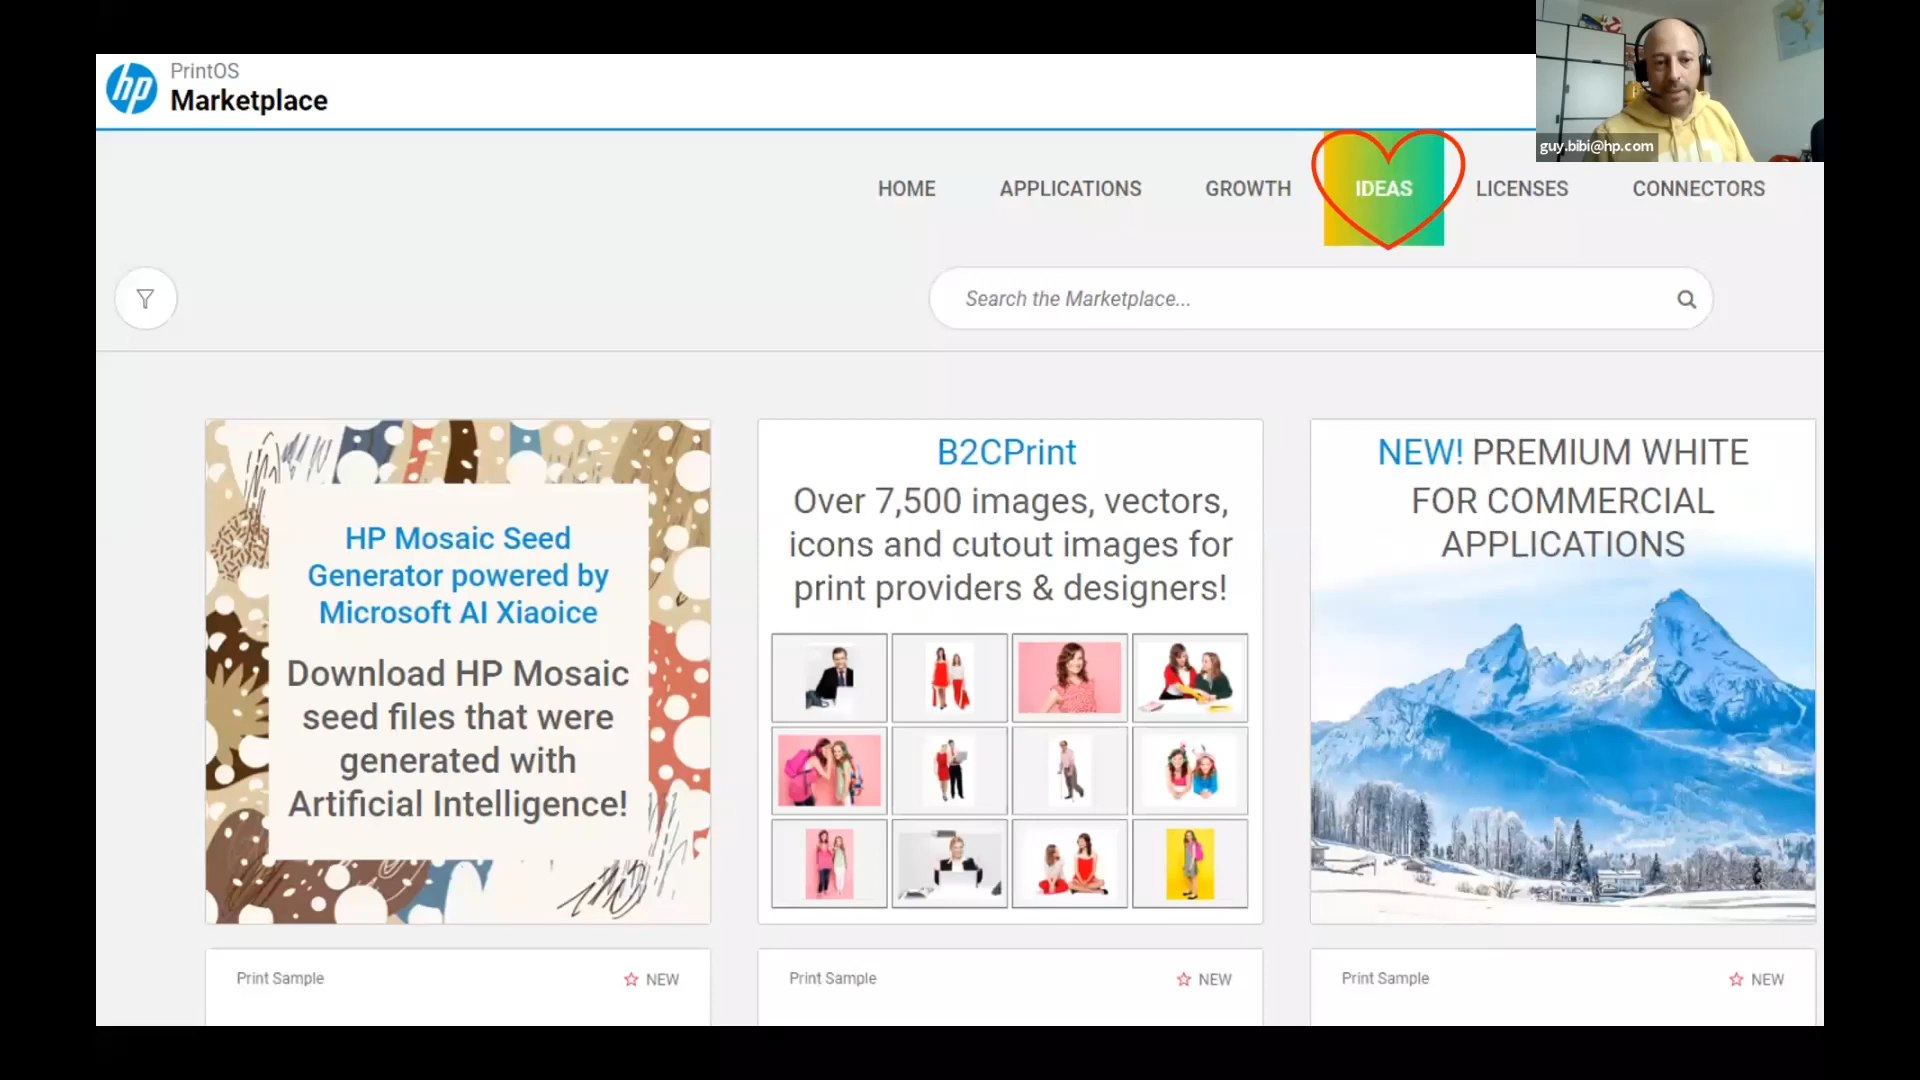 hp
PrintOS
Marketplace
guy.bibi@hp.com
HOME
APPLICATIONS
GROWTH
IDEAS
LICENSES
CONNECTORS
Search the Marketplace...
HP Mosaic Seed
Generator powered by
Microsoft AI Xiaoice
Download HP Mosaic
seed files that were
generated with
Artificial Intelligence!
B2CPrint
Over 7,500 images, vectors,
icons and cutout images for
print providers & designers!
NEW! PREMIUM WHITE
FOR COMMERCIAL
APPLICATIONS
Print Sample
NEW
Print Sample
NEW
Print Sample
NEW